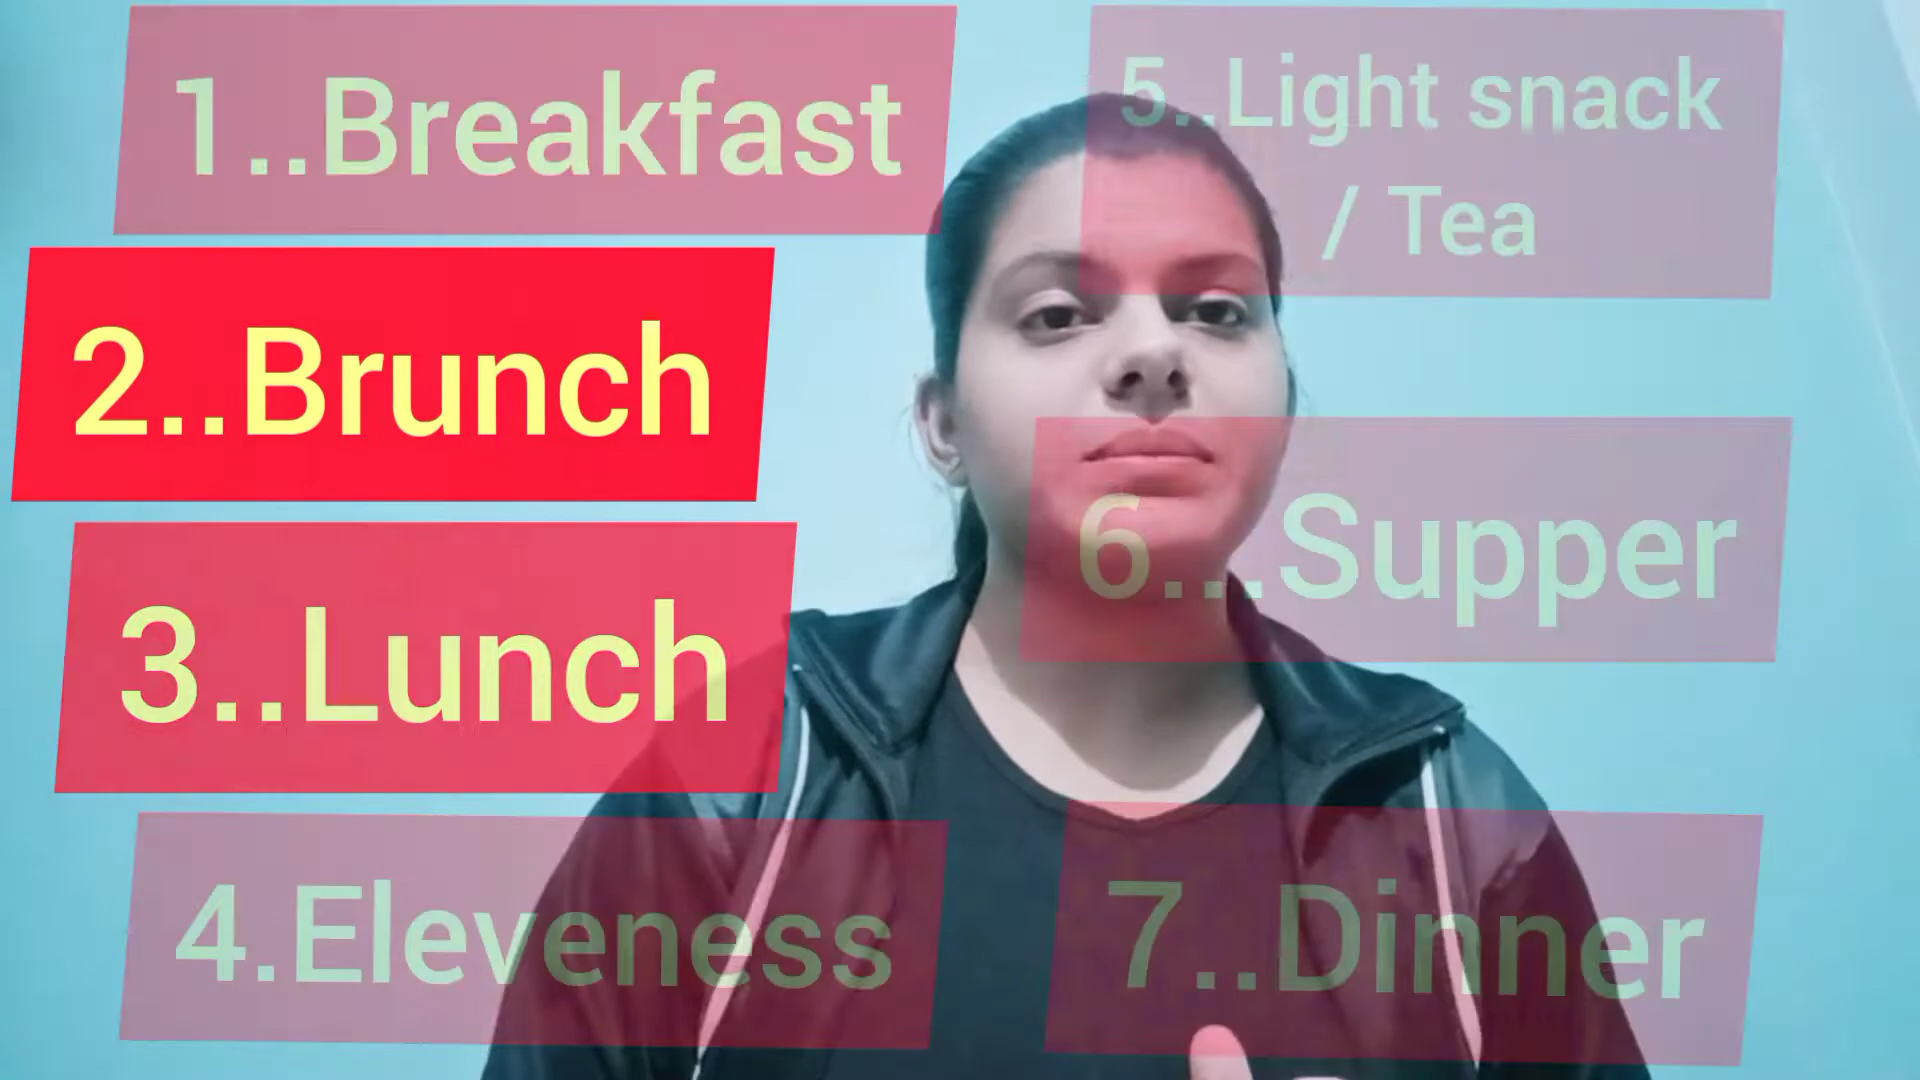 1..Breakfast
2..Brunch
3..Lunch
4.Eleveness
5..Light snack
/ Tea
6...Supper
7..Dinner